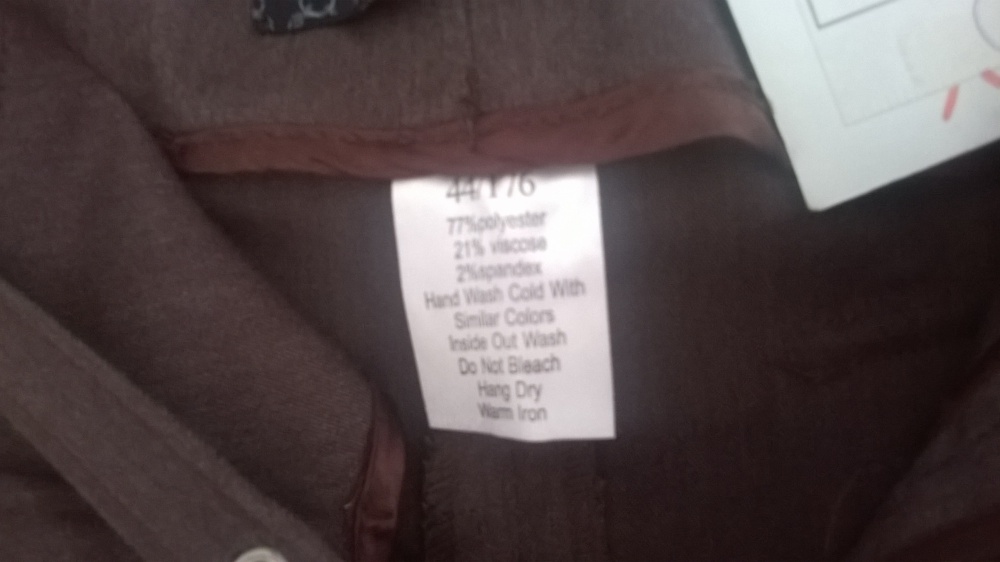 44/176
77%polyester
21% viscose
2%spandex
Hand Wash Cold With
Similar Colors
Inside Out Wash
Do Not Bleach
Hang Dry
Warm Iron